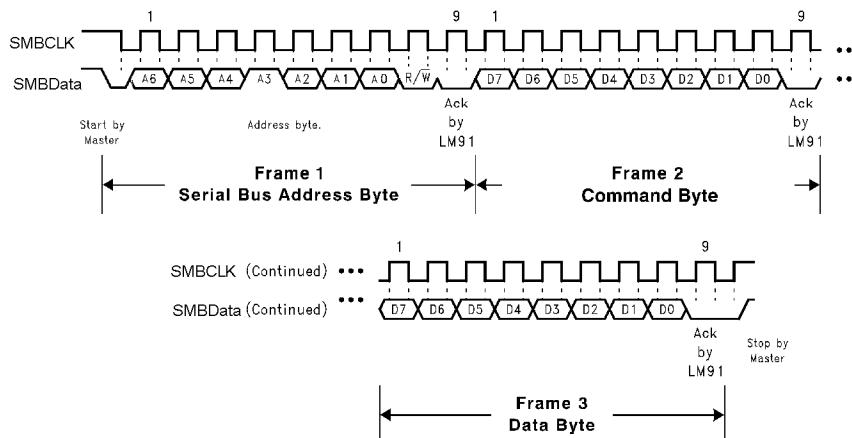 1 9 1 9
SMBCLK
SMBData A6 A5 A4 A3 A2 A1 A0 R/W̅ D7 D6 D5 D4 D3 D2 D1 D0
Start by
Master
Address byte.
Ack
by
LM91
Ack
by
LM91
Frame 1
Serial Bus Address Byte
Frame 2
Command Byte
1 9
SMBCLK (Continued)
SMBData (Continued) D7 D6 D5 D4 D3 D2 D1 D0
Ack
by
LM91
Stop by
Master
Frame 3
Data Byte